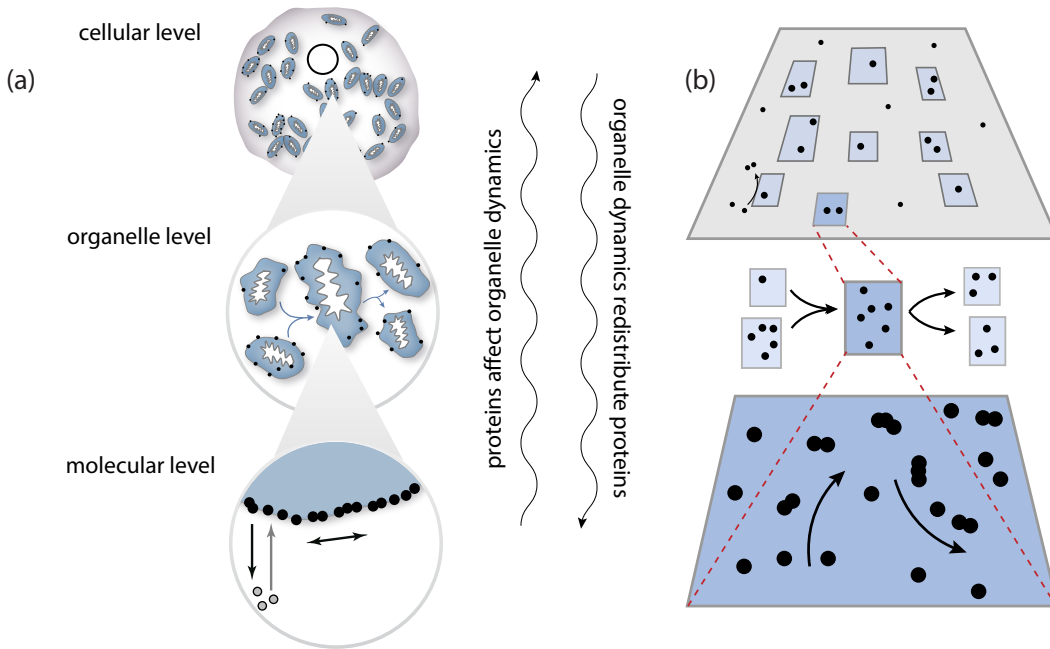 (a)
cellular level
organelle level
molecular level
proteins affect organelle dynamics
organelle dynamics redistribute proteins
(b)